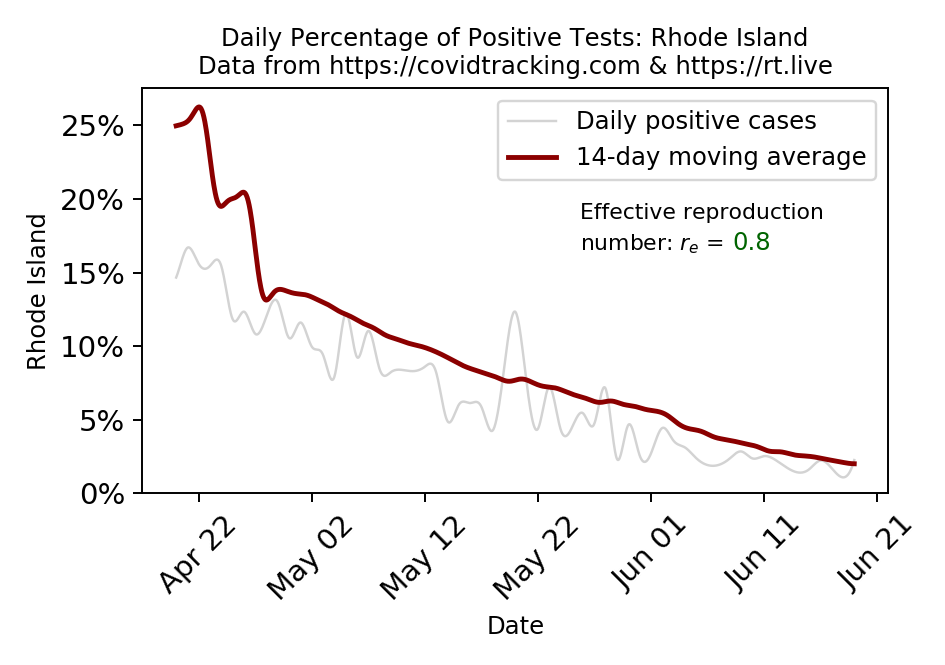 Daily Percentage of Positive Tests: Rhode Island
Data from https://covidtracking.com & https://rt.live
Daily positive cases
14-day moving average
Effective reproduction
number: rₑ = 0.8
Rhode Island
25%
20%
15%
10%
5%
0%
Apr 22
May 02
May 12
May 22
Jun 01
Jun 11
Jun 21
Date